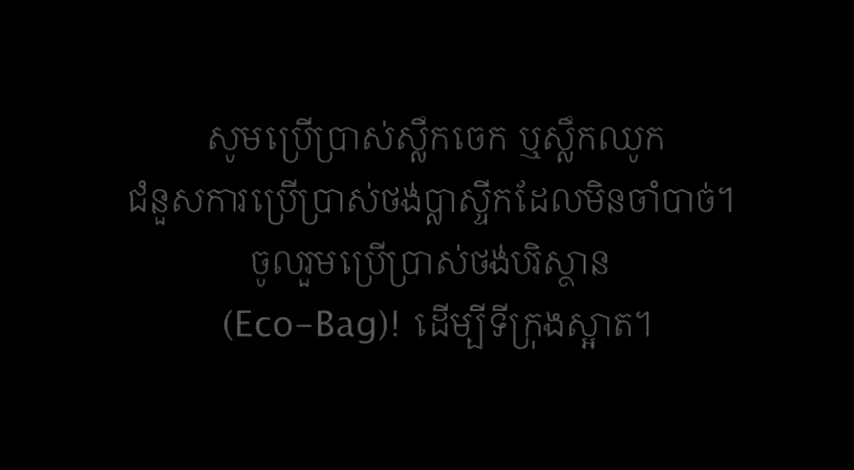 សូមប្រើប្រាស់ស្លឹកចេក ឬស្លឹកឈូក
ជំនួសការប្រើប្រាស់ថង់ប្លាស្ទីកដែលមិនចាំបាច់។
ចូលរួមប្រើប្រាស់ថង់បរិស្ថាន
(Eco-Bag)! ដើម្បីទីក្រុងស្អាត។